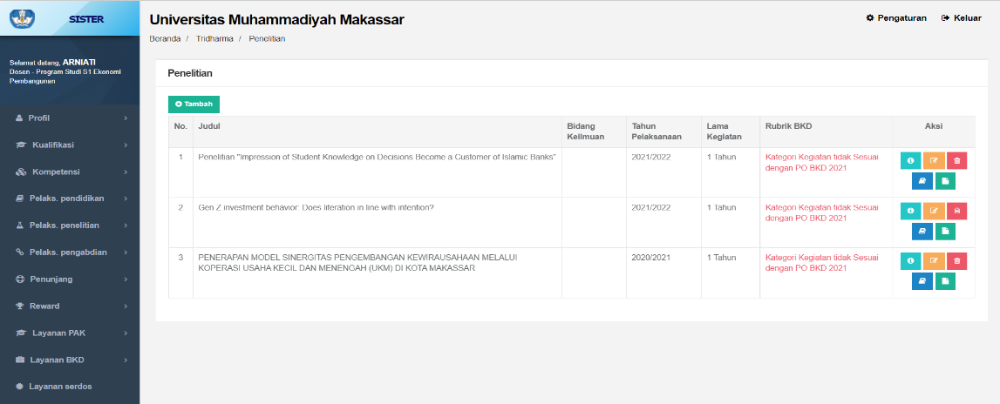 SISTER
Universitas Muhammadiyah Makassar
Pengaturan
Keluar
Beranda / Tridharma / Penelitian
Selamat datang, ARNIATI
Dosen - Program Studi S1 Ekonomi
Pembangunan
Profil
Kualifikasi
Kompetensi
Pelaks. pendidikan
Pelaks. penelitian
Pelaks. pengabdian
Penunjang
Reward
Layanan PAK
Layanan BKD
Layanan serdos
Penelitian
Tambah
No. Judul Bidang Keilmuan Tahun Pelaksanaan Lama Kegiatan Rubrik BKD Aksi
1 Penelitian "Impression of Student Knowledge on Decisions Become a Customer of Islamic Banks" 2021/2022 1 Tahun Kategori Kegiatan tidak Sesuai
dengan PO BKD 2021
2 Gen Z investment behavior: Does literation in line with intention? 2021/2022 1 Tahun Kategori Kegiatan tidak Sesuai
dengan PO BKD 2021
3 PENERAPAN MODEL SINERGITAS PENGEMBANGAN KEWIRAUSAHAAN MELALUI 2020/2021 1 Tahun Kategori Kegiatan tidak Sesuai
KOPERASI USAHA KECIL DAN MENENGAH (UKM) DI KOTA MAKASSAR dengan PO BKD 2021